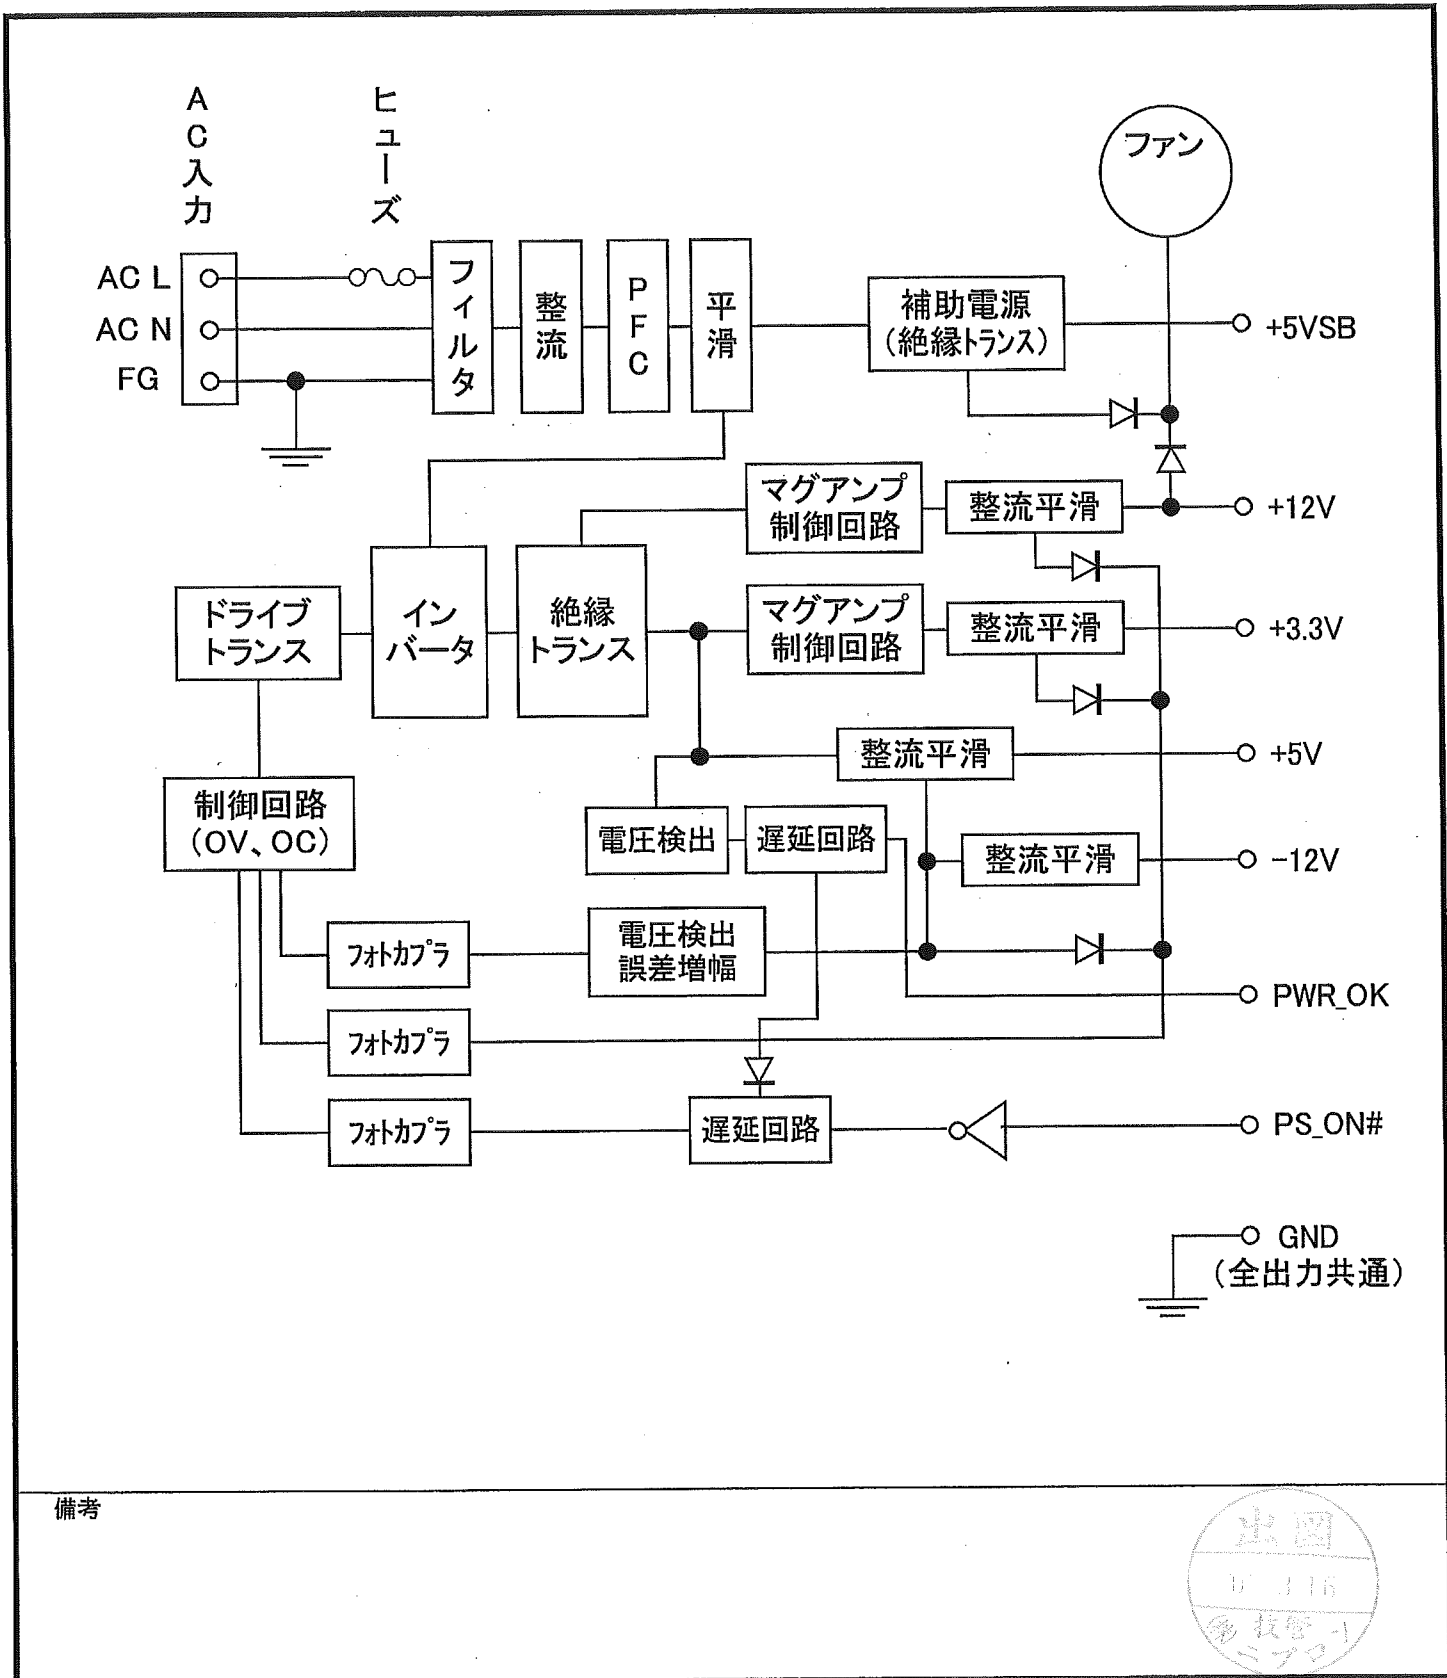 AC入力
ヒューズ
ファン
AC L
AC N
FG
フィルタ
整流
PFC
平滑
補助電源
(絶縁トランス)
+5VSB
マグアンプ
制御回路
整流平滑
+12V
ドライブ
トランス
イン
バータ
絶縁
トランス
マグアンプ
制御回路
整流平滑
+3.3V
整流平滑
+5V
制御回路
(OV、OC)
電圧検出
遅延回路
整流平滑
-12V
フォトカプラ
電圧検出
誤差増幅
PWR_OK
フォトカプラ
フォトカプラ
遅延回路
PS_ON#
GND
(全出力共通)
備考
出図
ニプロ